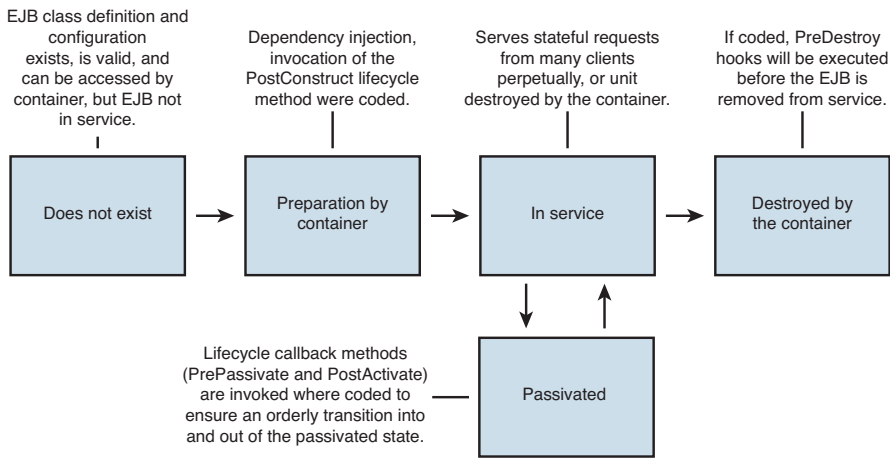 EJB class definition and
configuration
exists, is valid, and
can be accessed by
container, but EJB not
in service.
Dependency injection,
invocation of the
PostConstruct lifecycle
method were coded.
Serves stateful requests
from many clients
perpetually, or unit
destroyed by the container.
If coded, PreDestroy
hooks will be executed
before the EJB is
removed from service.
Does not exist
Preparation by
container
In service
Destroyed by
the container
Lifecycle callback methods
(PrePassivate and PostActivate)
are invoked where coded to
ensure an orderly transition into
and out of the passivated state.
Passivated